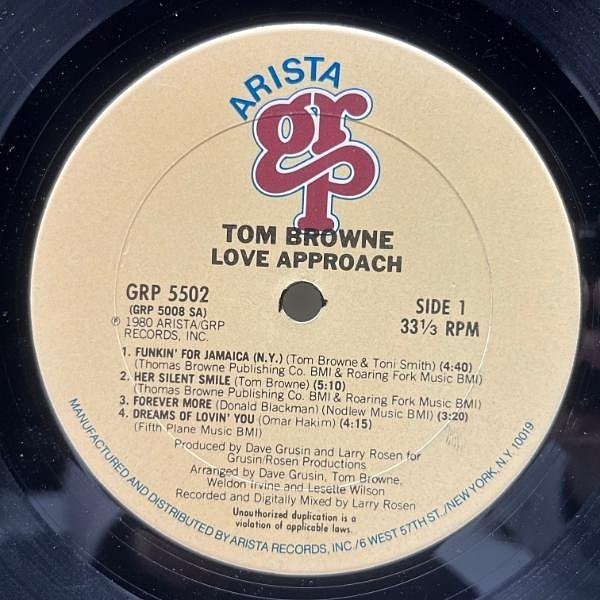 ARISTA
grp
TOM BROWNE
LOVE APPROACH
GRP 5502
(GRP 5008 SA)
℗ 1980 ARISTA/GRP
RECORDS, INC.
SIDE 1
33⅓ RPM
1. FUNKIN' FOR JAMAICA (N.Y.) (Tom Browne & Toni Smith) (4:40)
(Thomas Browne Publishing Co. BMI & Roaring Fork Music BMI)
2. HER SILENT SMILE (Tom Browne) (5:10)
(Thomas Browne Publishing Co. BMI & Roaring Fork Music BMI)
3. FOREVER MORE (Donald Blackman) (Nodlew Music BMI) (3:20)
4. DREAMS OF LOVIN' YOU (Omar Hakim) (4:15)
(Fifth Plane Music BMI)
Produced by Dave Grusin and Larry Rosen for
Grusin/Rosen Productions
Arranged by Dave Grusin, Tom Browne,
Weldon Irvine and Lesette Wilson
Recorded and Digitally Mixed by Larry Rosen
Unauthorized duplication is a
violation of applicable laws.
MANUFACTURED AND DISTRIBUTED BY ARISTA RECORDS, INC./6 WEST 57TH ST./NEW YORK, N.Y. 10019